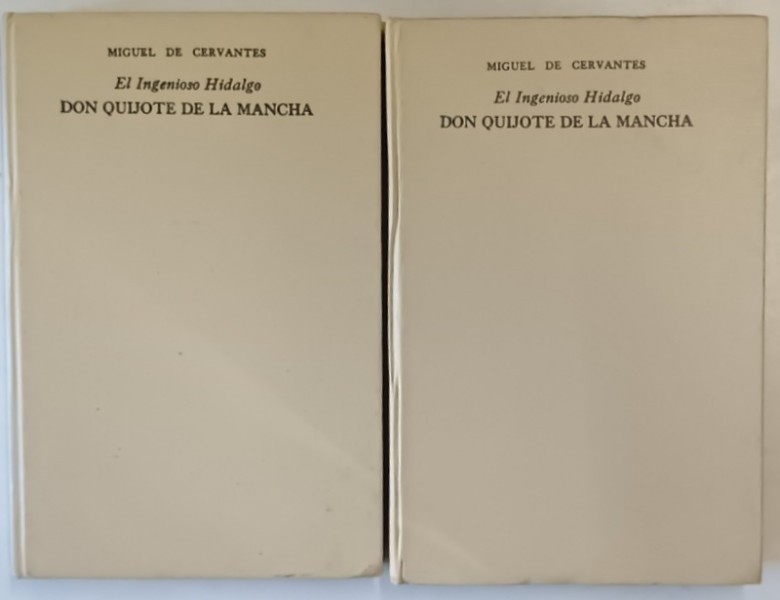 MIGUEL DE CERVANTES
El Ingenioso Hidalgo
DON QUIJOTE DE LA MANCHA
MIGUEL DE CERVANTES
El Ingenioso Hidalgo
DON QUIJOTE DE LA MANCHA